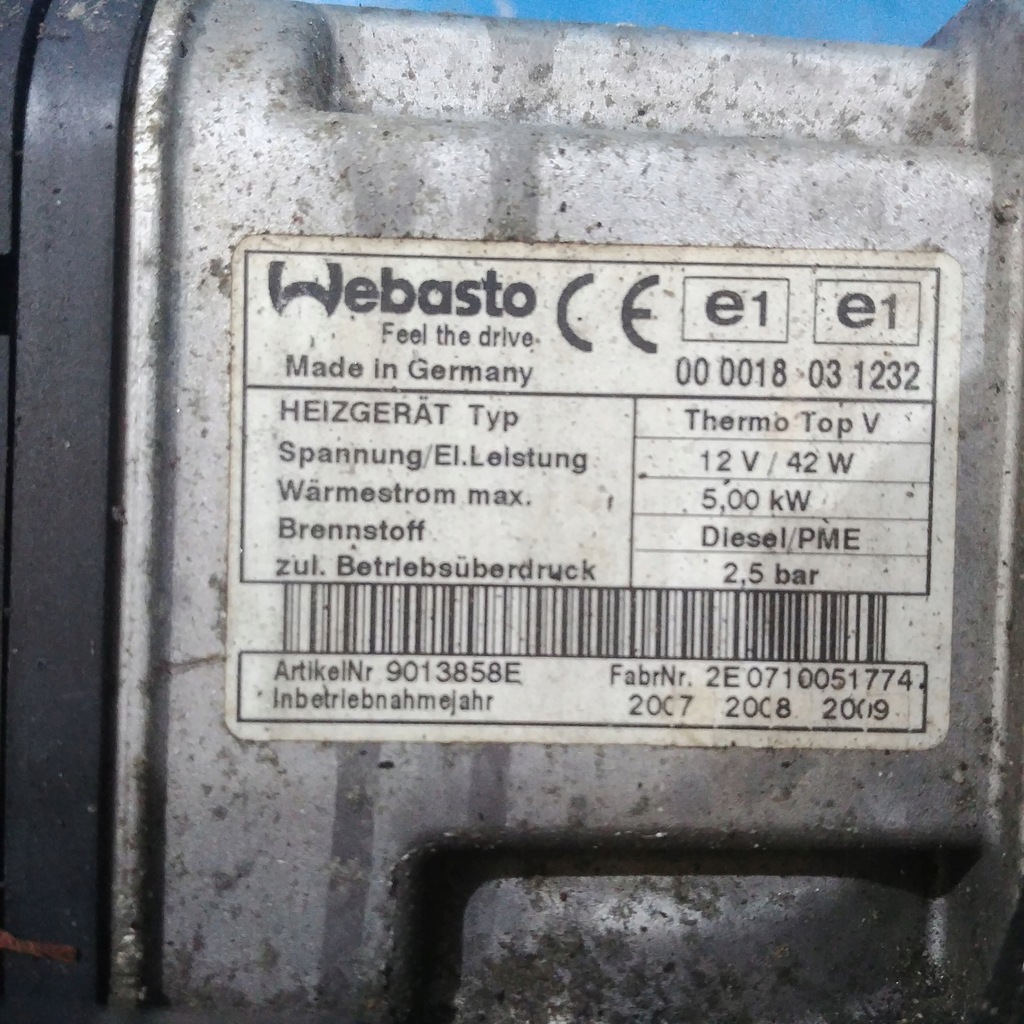 Webasto CE e1 e1
Feel the drive
Made in Germany 00 0018 03 1232
HEIZGERÄT Typ Thermo Top V
Spannung/El.Leistung 12 V / 42 W
Wärmestrom max. 5,00 kW
Brennstoff Diesel/PME
zul. Betriebsüberdruck 2,5 bar
ArtikelNr 9013858E FabrNr. 2E0710051774
Inbetriebnahmejahr 2007 2008 2009